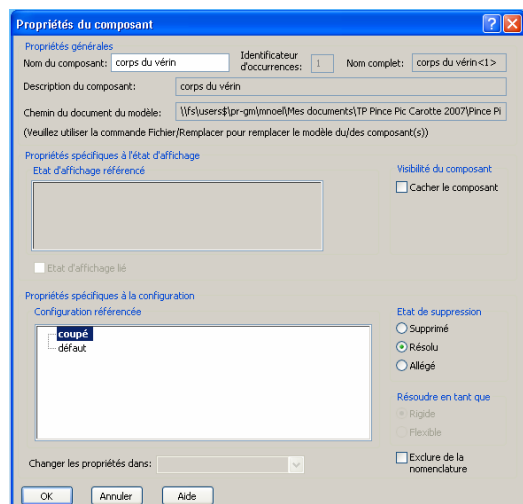 Propriétés du composant
Propriétés générales
Nom du composant: corps du vérin Identificateur d'occurrences: 1 Nom complet: corps du vérin<1>
Description du composant: corps du vérin
Chemin du document du modèle: \\fs\users$\pr-gm\mnoel\Mes documents\TP Pince Pic Carotte 2007\Pince Pi
(Veuillez utiliser la commande Fichier/Remplacer pour remplacer le modèle du/des composant(s))
Propriétés spécifiques à l'état d'affichage
Etat d'affichage référencé
Visibilité du composant
Cacher le composant
Etat d'affichage lié
Propriétés spécifiques à la configuration
Configuration référencée
coupé
défaut
Etat de suppression
Supprimé
Résolu
Allégé
Résoudre en tant que
Rigide
Flexible
Changer les propriétés dans:
Exclure de la
nomenclature
OK Annuler Aide